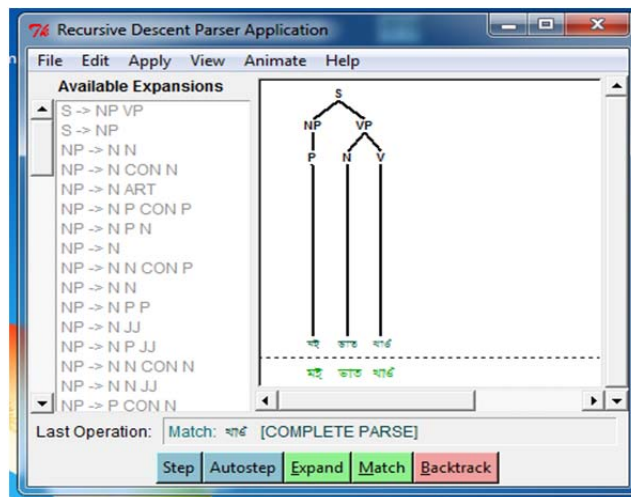 Recursive Descent Parser Application
File Edit Apply View Animate Help
Available Expansions
S -> NP VP
S -> NP
NP -> N N
NP -> N CON N
NP -> N ART
NP -> N P CON P
NP -> N P N
NP -> N
NP -> N N CON P
NP -> N N
NP -> N P P
NP -> N JJ
NP -> N P JJ
NP -> N N CON N
NP -> N N JJ
NP -> P CON N
S
NP VP
P N V
মই ভাত খাওঁ
মই ভাত খাওঁ
Last Operation: Match: খাওঁ [COMPLETE PARSE]
Step Autostep Expand Match Backtrack